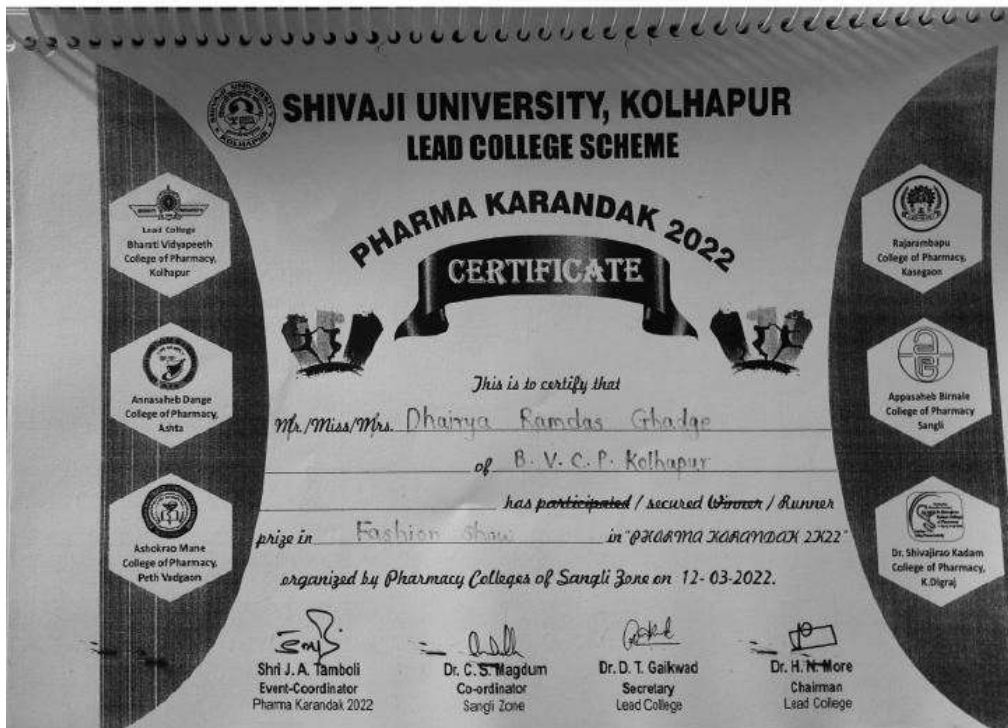 SHIVAJI UNIVERSITY, KOLHAPUR
LEAD COLLEGE SCHEME
PHARMA KARANDAK 2022
CERTIFICATE
Lead College
Bharati Vidyapeeth
College of Pharmacy,
Kolhapur
Annasaheb Dange
College of Pharmacy,
Ashta
Ashokrao Mane
College of Pharmacy,
Peth Vadgaon
Rajarambapu
College of Pharmacy,
Kasegaon
Appasaheb Birnale
College of Pharmacy
Sangli
Dr. Shivajirao Kadam
College of Pharmacy,
K.Digraj
This is to certify that
Mr./Miss/Mrs. Dhairya Ramdas Ghadge
of B. V. C. P. Kolhapur
has participated / secured Winner / Runner
prize in Fashion Show in "PHARMA KARANDAK 2K22"
organized by Pharmacy Colleges of Sangli Zone on 12-03-2022.
Shri J. A. Tamboli
Event-Coordinator
Pharma Karandak 2022
Dr. C. S. Magdum
Co-ordinator
Sangli Zone
Dr. D. T. Gaikwad
Secretary
Lead College
Dr. H. N. More
Chairman
Lead College